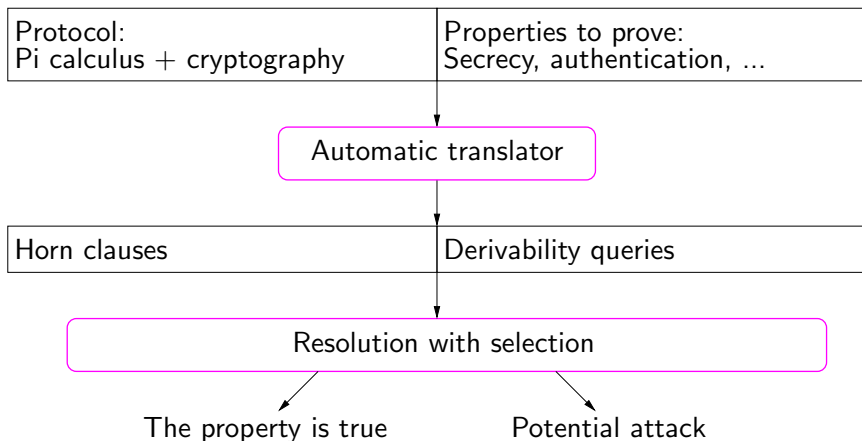 Protocol:
Pi calculus + cryptography
Properties to prove:
Secrecy, authentication, ...
Automatic translator
Horn clauses
Derivability queries
Resolution with selection
The property is true
Potential attack